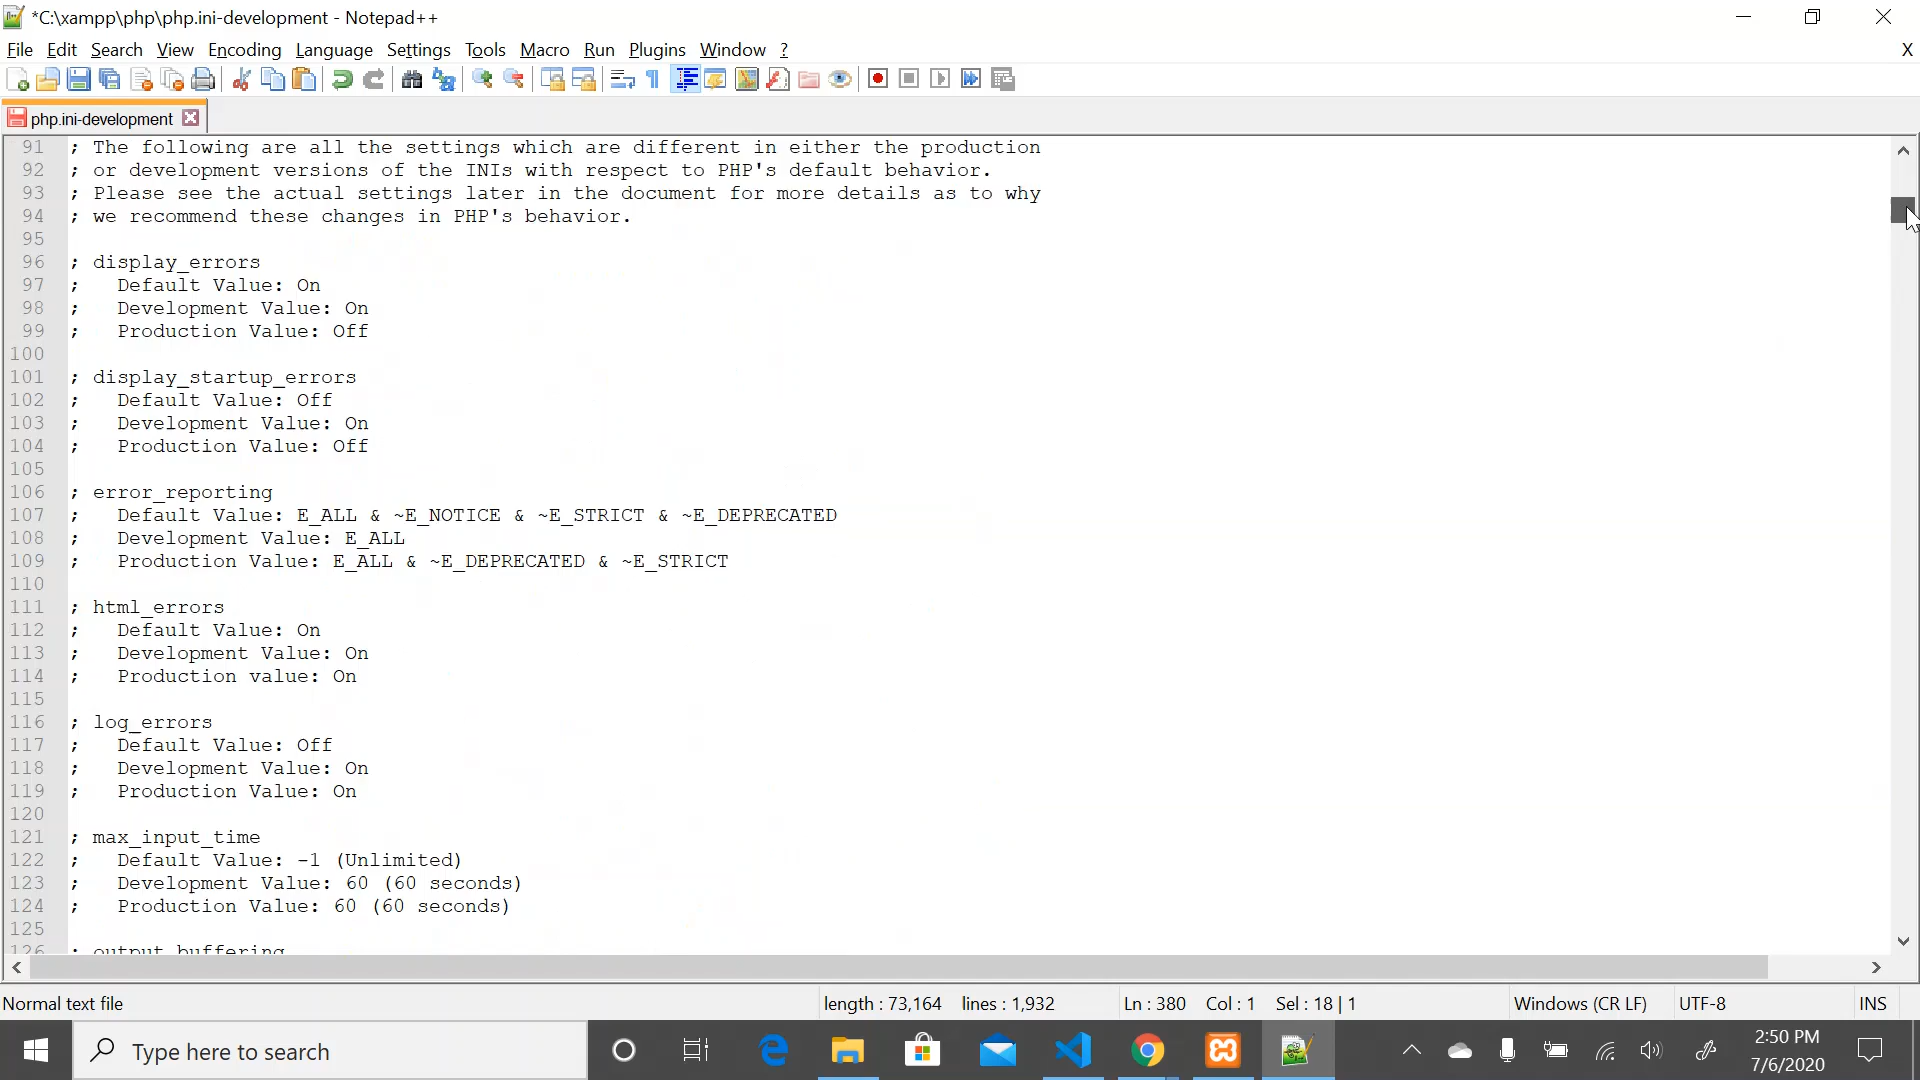 *C:\xampp\php\php.ini-development - Notepad++
File Edit Search View Encoding Language Settings Tools Macro Run Plugins Window ? X
php.ini-development
91 ; The following are all the settings which are different in either the production
92 ; or development versions of the INIs with respect to PHP's default behavior.
93 ; Please see the actual settings later in the document for more details as to why
94 ; we recommend these changes in PHP's behavior.
95
96 ; display_errors
97 ;   Default Value: On
98 ;   Development Value: On
99 ;   Production Value: Off
100
101 ; display_startup_errors
102 ;   Default Value: Off
103 ;   Development Value: On
104 ;   Production Value: Off
105
106 ; error_reporting
107 ;   Default Value: E_ALL & ~E_NOTICE & ~E_STRICT & ~E_DEPRECATED
108 ;   Development Value: E_ALL
109 ;   Production Value: E_ALL & ~E_DEPRECATED & ~E_STRICT
110
111 ; html_errors
112 ;   Default Value: On
113 ;   Development Value: On
114 ;   Production value: On
115
116 ; log_errors
117 ;   Default Value: Off
118 ;   Development Value: On
119 ;   Production Value: On
120
121 ; max_input_time
122 ;   Default Value: -1 (Unlimited)
123 ;   Development Value: 60 (60 seconds)
124 ;   Production Value: 60 (60 seconds)
125
126 ; output_buffering
Normal text file length : 73,164 lines : 1,932 Ln : 380 Col : 1 Sel : 18 | 1 Windows (CR LF) UTF-8 INS
Type here to search
2:50 PM
7/6/2020